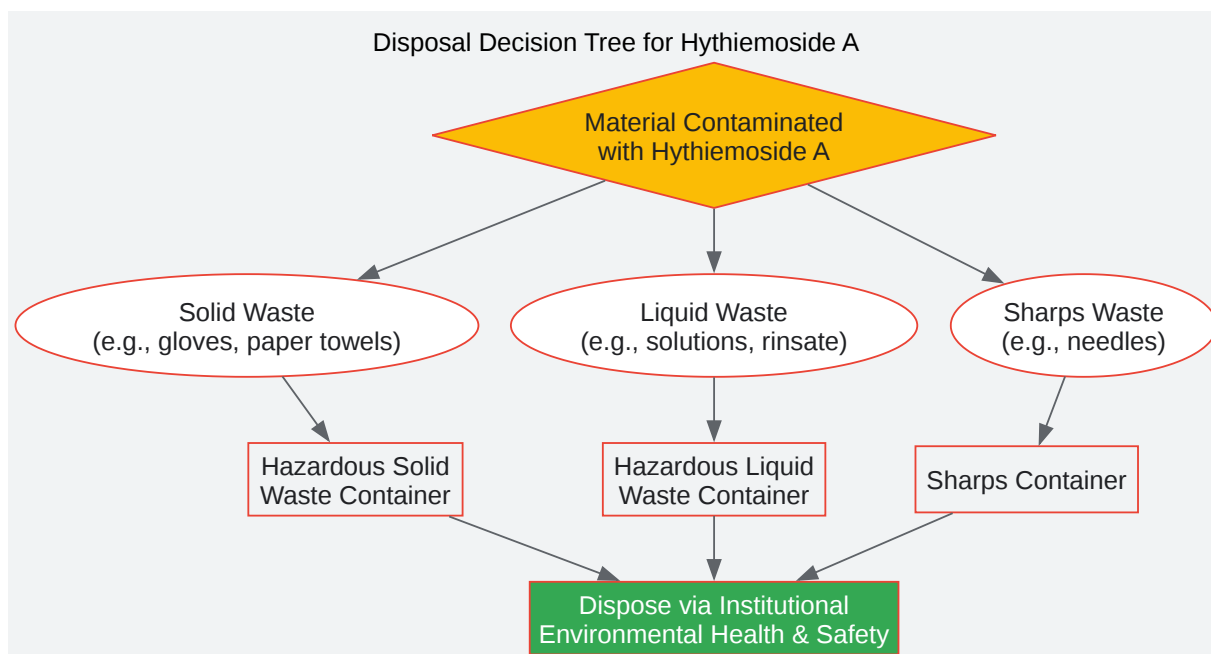 Disposal Decision Tree for Hythiemoside A
Material Contaminated
with Hythiemoside A
Solid Waste
(e.g., gloves, paper towels)
Liquid Waste
(e.g., solutions, rinsate)
Sharps Waste
(e.g., needles)
Hazardous Solid
Waste Container
Hazardous Liquid
Waste Container
Sharps Container
Dispose via Institutional
Environmental Health & Safety